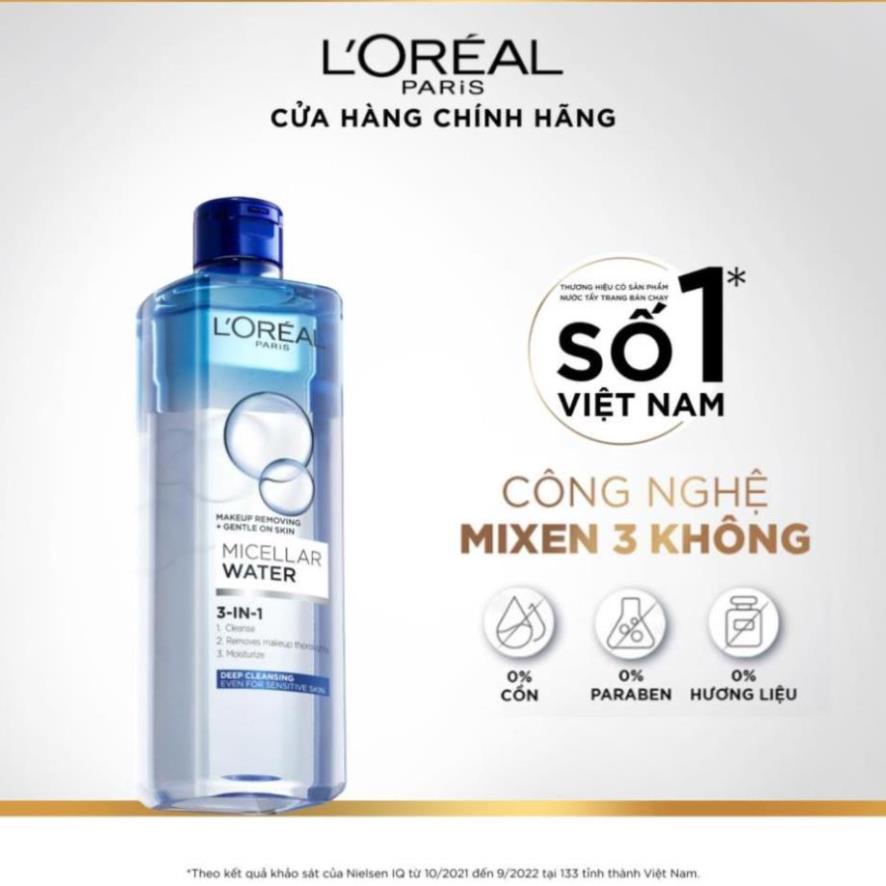 L'ORÉAL
PARIS
CỬA HÀNG CHÍNH HÃNG
L'ORÉAL
PARIS
MAKEUP REMOVING
+ GENTLE ON SKIN
MICELLAR
WATER
3-IN-1
1. Cleanse
2. Removes makeup thoroughly
3. Moisturize
DEEP CLEANSING
EVEN FOR SENSITIVE SKIN
THƯƠNG HIỆU CÓ SẢN PHẨM
NƯỚC TẨY TRANG BÁN CHẠY
SỐ 1*
VIỆT NAM
CÔNG NGHỆ
MIXEN 3 KHÔNG
0%
CỒN
0%
PARABEN
0%
HƯƠNG LIỆU
*Theo kết quả khảo sát của Nielsen IQ từ 10/2021 đến 9/2022 tại 133 tỉnh thành Việt Nam.